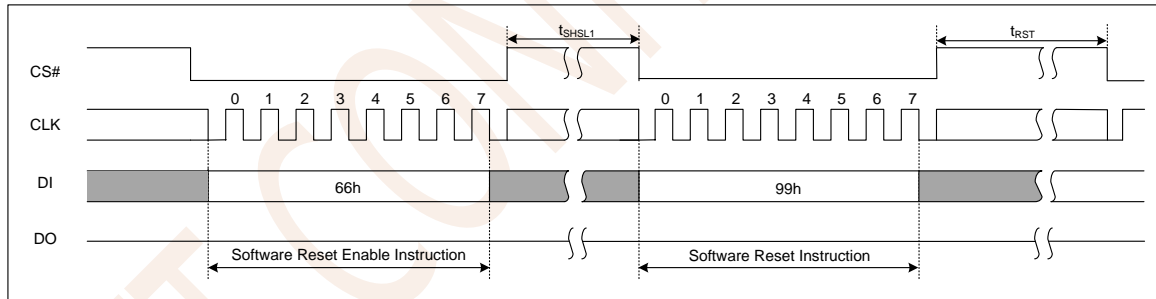 tSHSL1 tRST
CS#
0 1 2 3 4 5 6 7 0 1 2 3 4 5 6 7
CLK
DI 66h 99h
DO
Software Reset Enable Instruction Software Reset Instruction